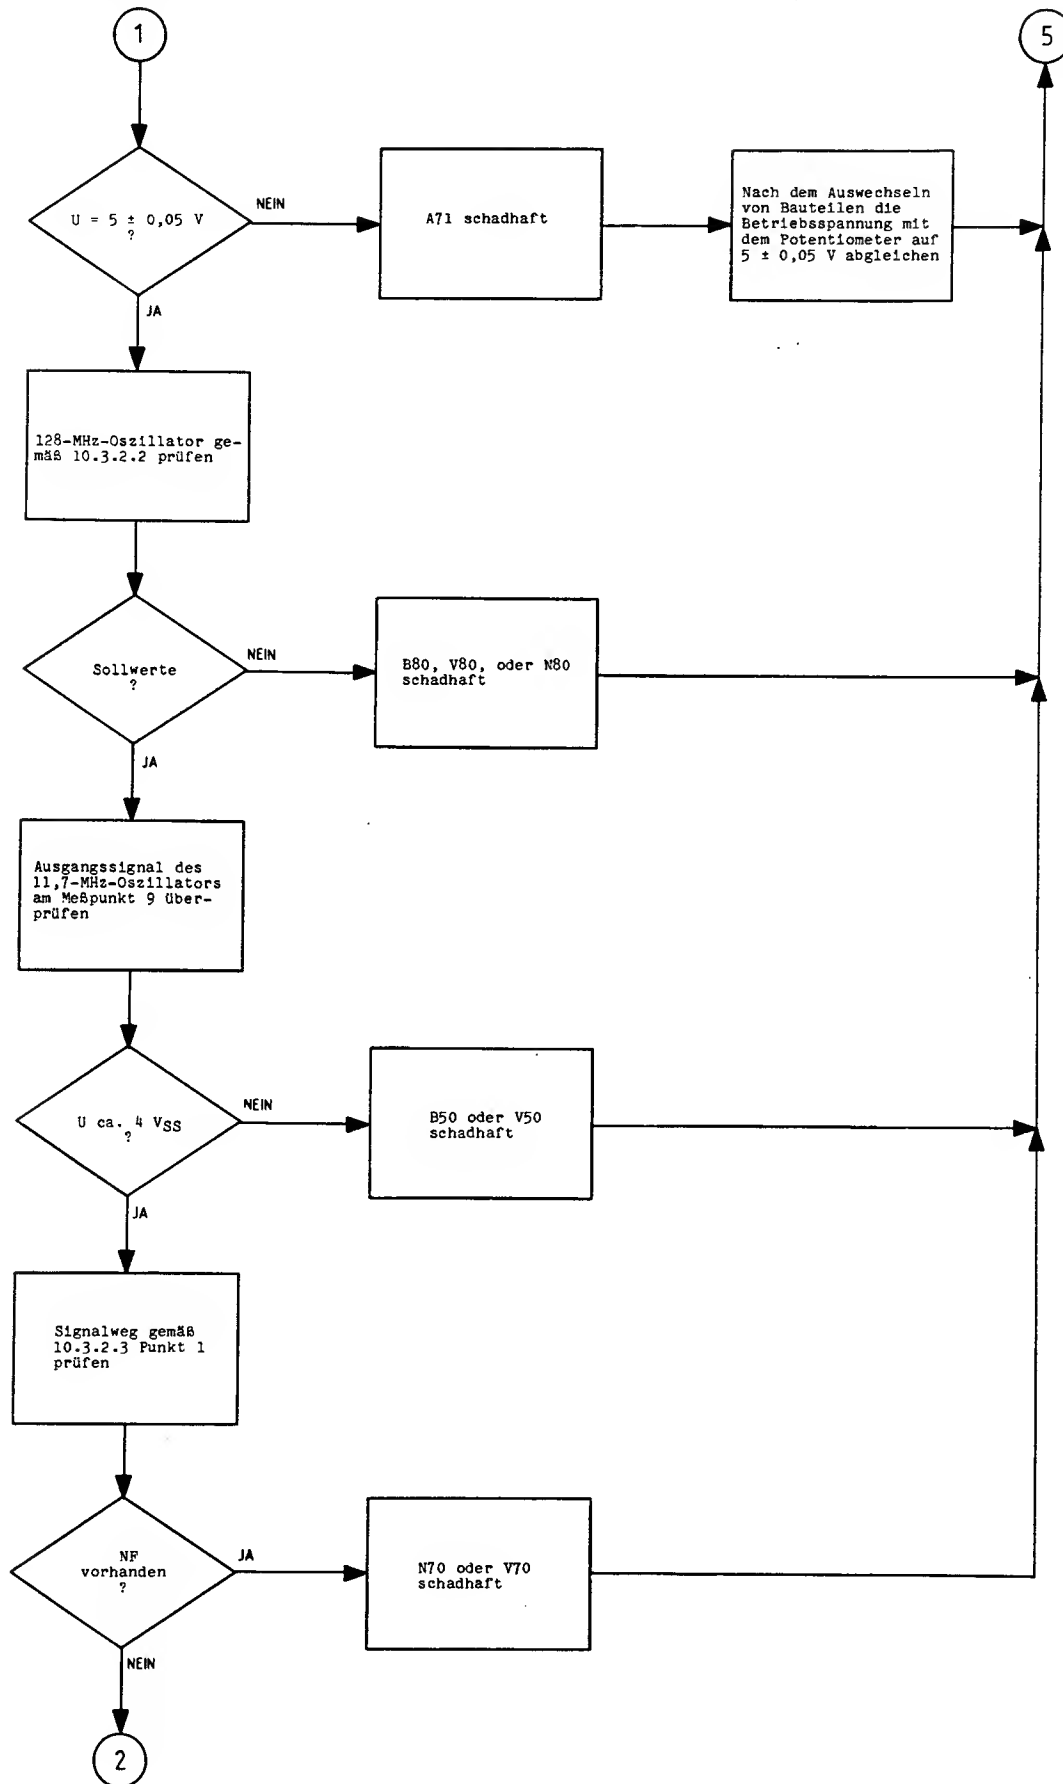 1
5
U = 5 ± 0,05 V
?
NEIN
A71 schadhaft
Nach dem Auswechseln
von Bauteilen die
Betriebsspannung mit
dem Potentiometer auf
5 ± 0,05 V abgleichen
JA
128-MHz-Oszillator ge-
mäß 10.3.2.2 prüfen
Sollwerte
?
NEIN
B80, V80, oder N80
schadhaft
JA
Ausgangssignal des
11,7-MHz-Oszillators
am Meßpunkt 9 über-
prüfen
U ca. 4 VSS
?
NEIN
B50 oder V50
schadhaft
JA
Signalweg gemäß
10.3.2.3 Punkt 1
prüfen
NF
vorhanden
?
JA
N70 oder V70
schadhaft
NEIN
2